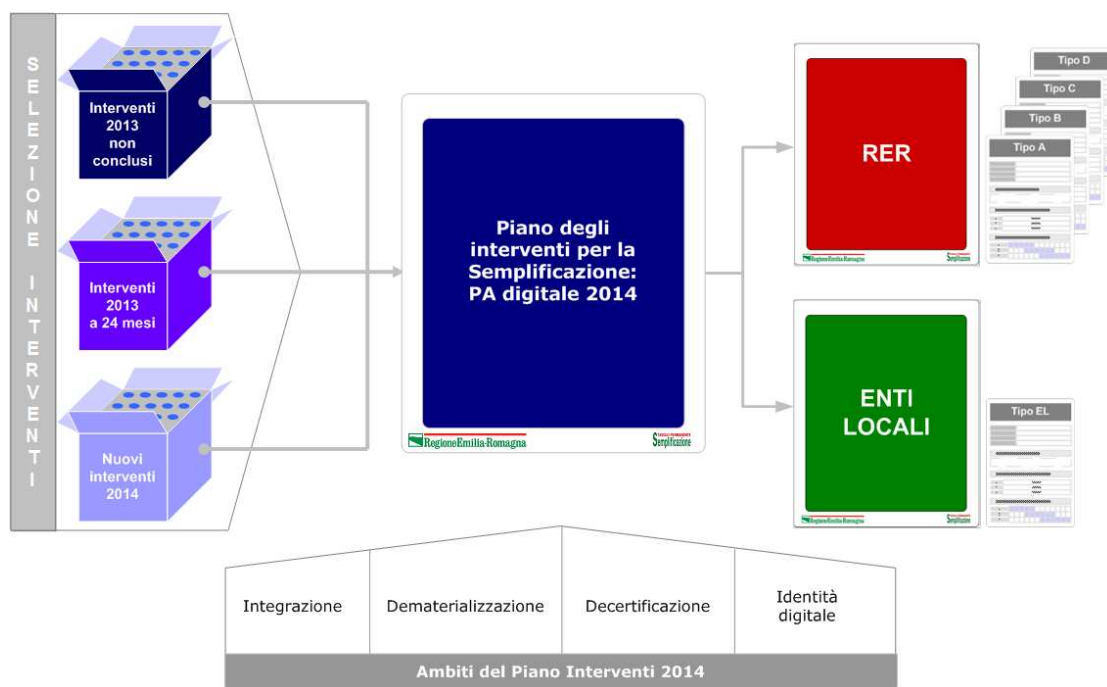 SELEZIONE INTERVENTI
Interventi
2013
non
conclusi
Interventi
2013
a 24 mesi
Nuovi
interventi
2014
Piano degli
interventi per la
Semplificazione:
PA digitale 2014
RegioneEmilia-Romagna
Semplificazione
RER
RegioneEmilia-Romagna
Semplificazione
Tipo D
Tipo C
Tipo B
Tipo A
ENTI
LOCALI
RegioneEmilia-Romagna
Semplificazione
Tipo EL
Integrazione
Dematerializzazione
Decertificazione
Identità
digitale
Ambiti del Piano Interventi 2014